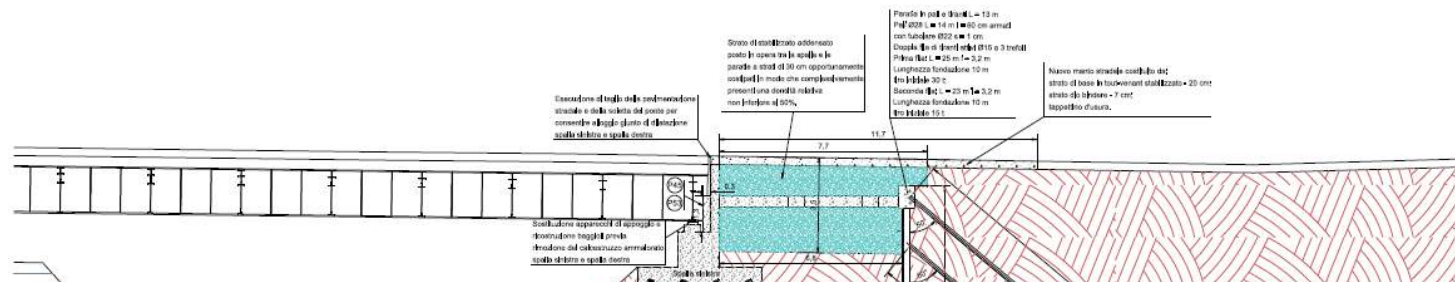 Paratia in pali e tiranti L = 13 m
Pali Ø28 L = 14 m i = 60 cm armati
con tubolare Ø22 s = 1 cm
Doppia fila di tiranti attivi Ø15 a 3 trefoli
Prima fila: L = 25 m i = 3,2 m
Lunghezza fondazione 10 m
tiro iniziale 30 t
Seconda fila: L = 23 m i = 3,2 m
Lunghezza fondazione 10 m
tiro iniziale 15 t
Strato di stabilizzato addensato
posto in opera tra la spalla e le
paratie a strati di 30 cm opportunamente
costipati in modo che complessivamente
presenti una densità relativa
non inferiore al 80%.
Nuovo manto stradale costituito da:
strato di base in tout-venant stabilizzato - 20 cm;
strato di binder - 7 cm;
tappetino d'usura.
Esecuzione di taglio della pavimentazione
stradale e della soletta del ponte per
consentire alloggio giunto di dilatazione
spalla sinistra e spalla destra
11,7
7,7
0,3
P45
P53
Sostituzione apparecchi di appoggio e
ricostruzione baggioli previa
rimozione del calcestruzzo ammalorato
spalla sinistra e spalla destra
Spalla sinistra